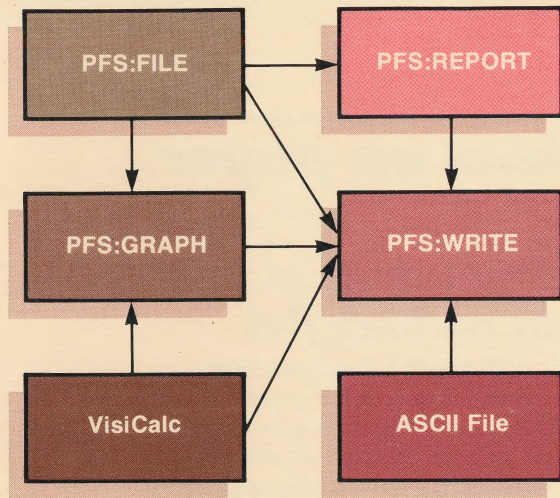 PFS:FILE
PFS:REPORT
PFS:GRAPH
PFS:WRITE
VisiCalc
ASCII File